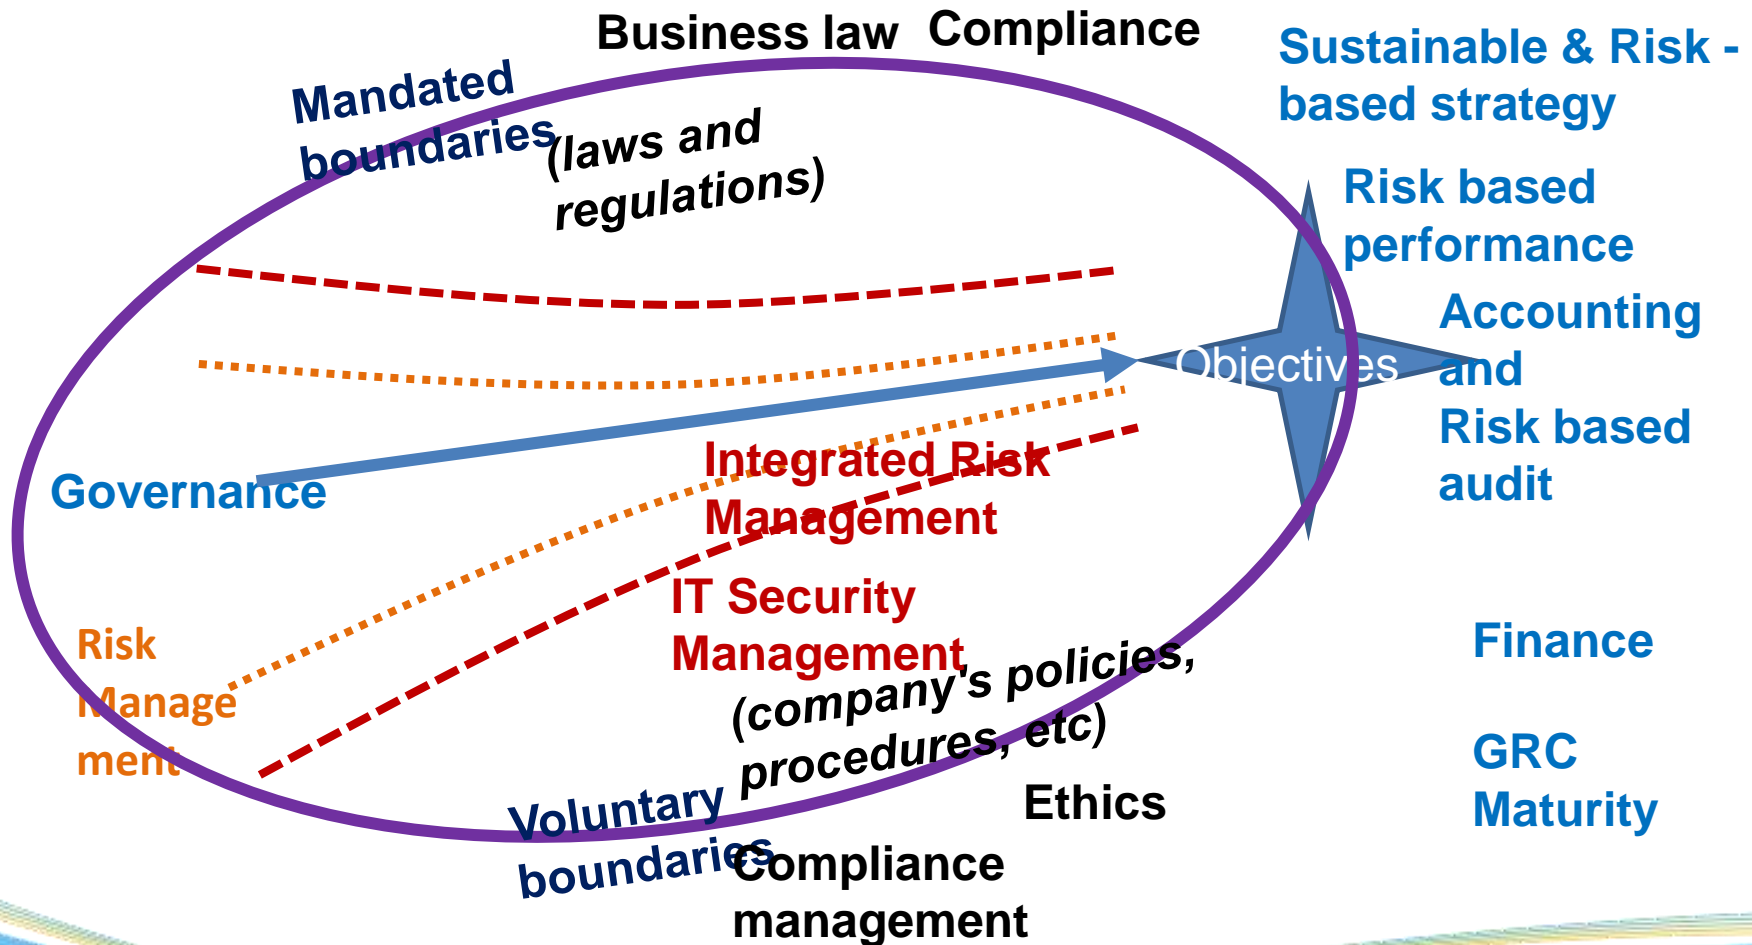 Business law
Compliance
Sustainable & Risk -
based strategy
Mandated
boundaries
(laws and
regulations)
Risk based
performance
Accounting
and
Risk based
audit
Objectives
Governance
Integrated Risk
Management
IT Security
Management
Risk
Manage
ment
(company's policies,
procedures, etc)
Finance
GRC
Maturity
Ethics
Voluntary
boundaries
Compliance
management